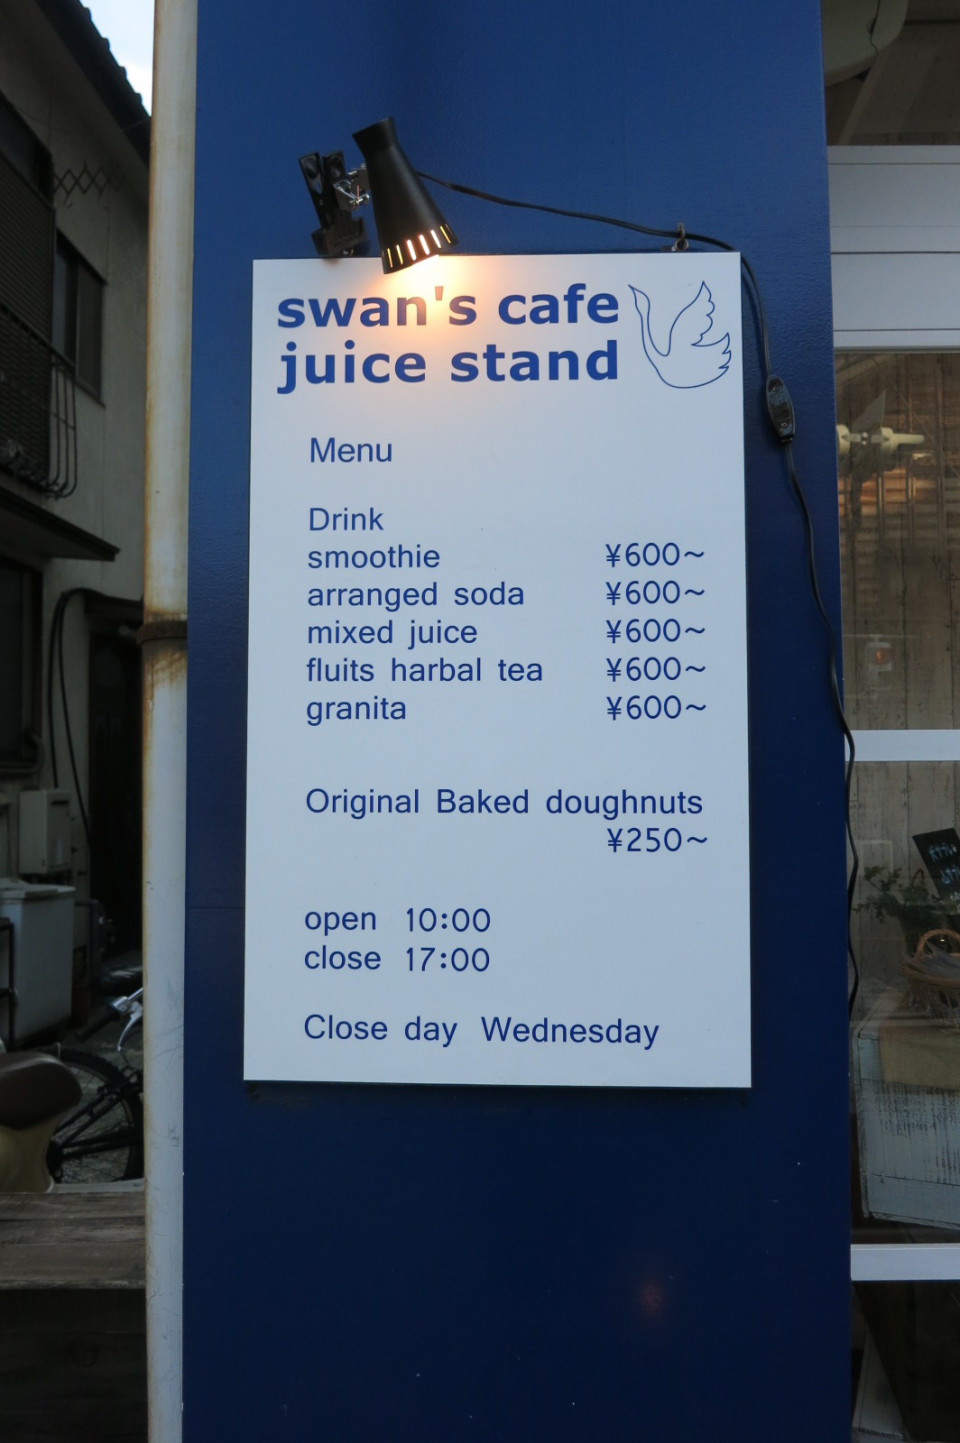 swan's cafe
juice stand
Menu
Drink
smoothie ¥600~
arranged soda ¥600~
mixed juice ¥600~
fluits harbal tea ¥600~
granita ¥600~
Original Baked doughnuts
¥250~
open 10:00
close 17:00
Close day Wednesday